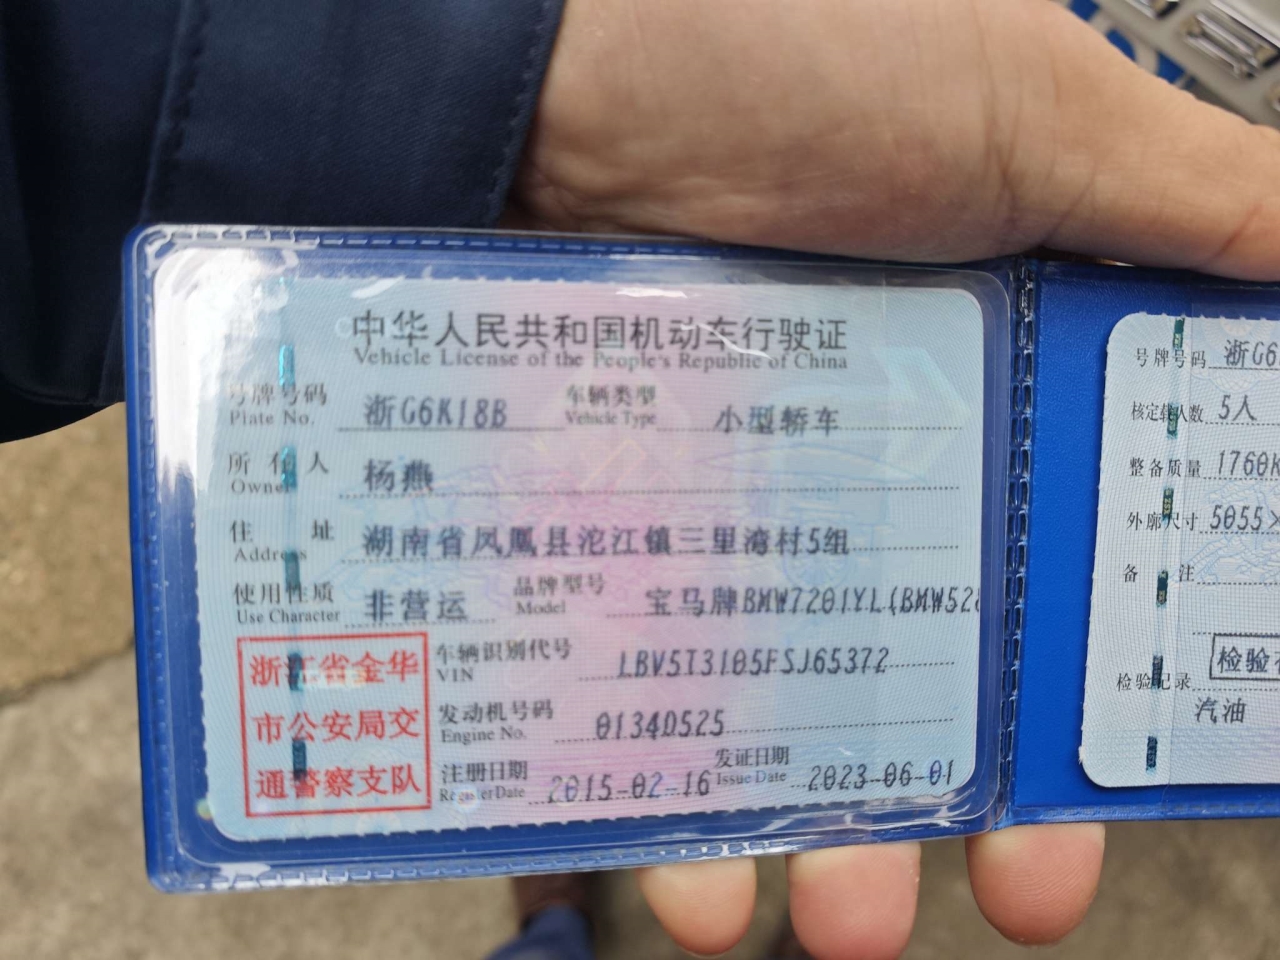 中华人民共和国机动车行驶证
Vehicle License of the People's Republic of China
号牌号码 浙G6K18B 车辆类型 小型轿车
Plate No. Vehicle Type
所有人 杨燕
Owner
住址 湖南省凤凰县沱江镇三里湾村5组
Address
使用性质 非营运 品牌型号 宝马牌BMW7201YL(BMW528
Use Character Model
浙江省金华
市公安局交
通警察支队
车辆识别代号 LBV5T3105FSJ65372
VIN
发动机号码 0134D525
Engine No.
注册日期 2015-02-16 发证日期 2023-06-01
Register Date Issue Date
号牌号码 浙G6
核定载人数 5人
整备质量 1760K
外廓尺寸 5055×
备注
检验
检验记录
汽油